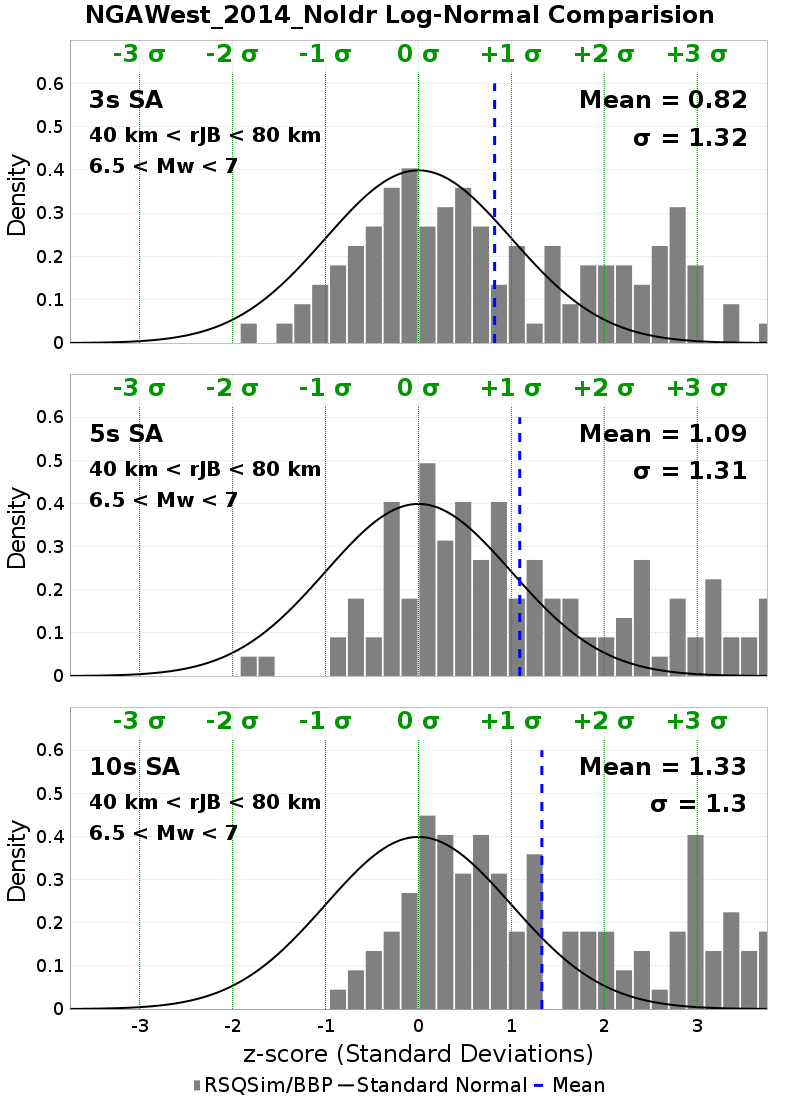 NGAWest_2014_NoIdr Log-Normal Comparision
-3 σ -2 σ -1 σ 0 σ +1 σ +2 σ +3 σ
3s SA
40 km < rJB < 80 km
6.5 < Mw < 7
Mean = 0.82
σ = 1.32
Density
0.6
0.5
0.4
0.3
0.2
0.1
0
-3 σ -2 σ -1 σ 0 σ +1 σ +2 σ +3 σ
5s SA
40 km < rJB < 80 km
6.5 < Mw < 7
Mean = 1.09
σ = 1.31
Density
0.6
0.5
0.4
0.3
0.2
0.1
0
-3 σ -2 σ -1 σ 0 σ +1 σ +2 σ +3 σ
10s SA
40 km < rJB < 80 km
6.5 < Mw < 7
Mean = 1.33
σ = 1.3
Density
0.6
0.5
0.4
0.3
0.2
0.1
0
-3 -2 -1 0 1 2 3
z-score (Standard Deviations)
RSQSim/BBP Standard Normal Mean